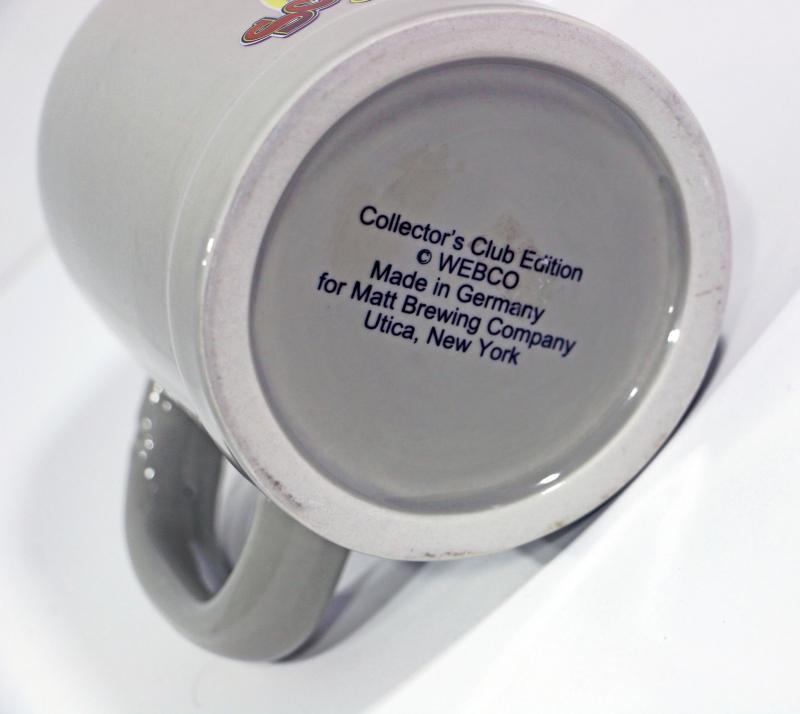 Collector's Club Edition
© WEBCO
Made in Germany
for Matt Brewing Company
Utica, New York